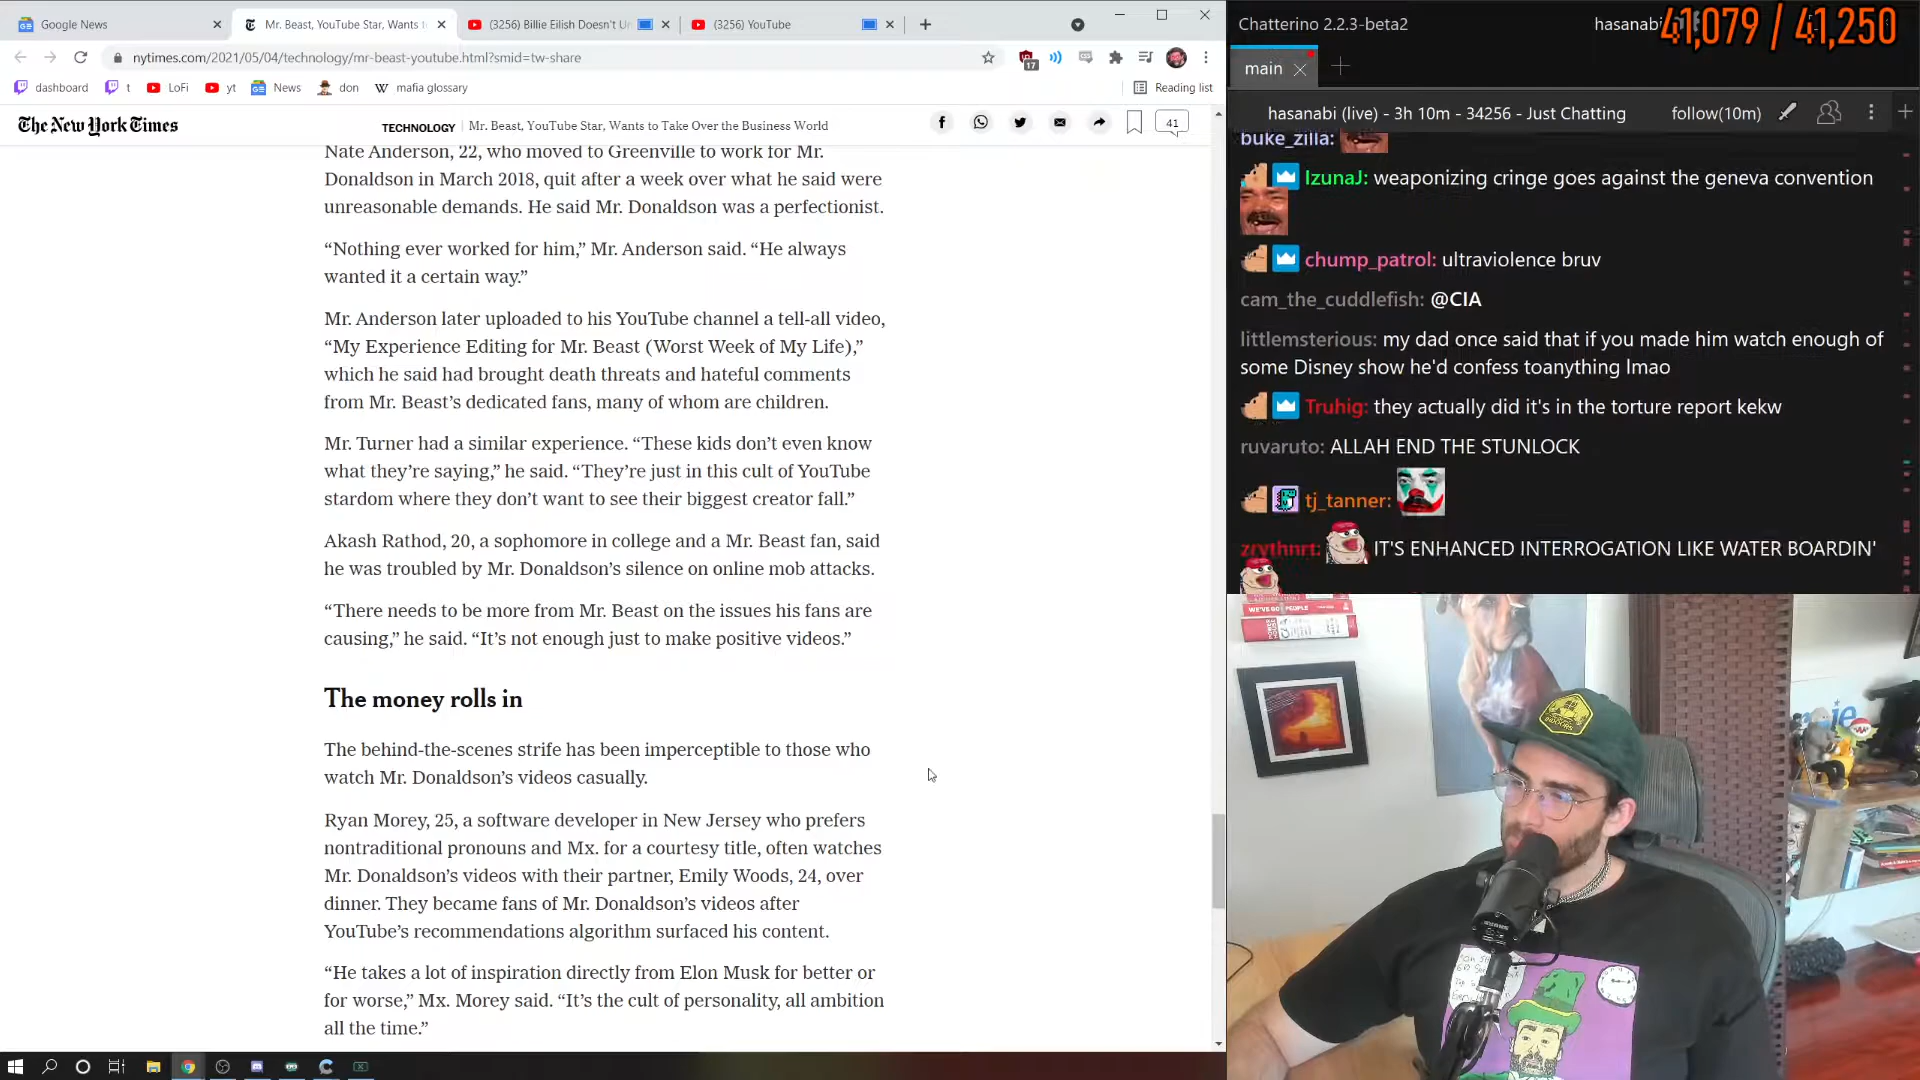 Google News
Mr. Beast, YouTube Star, Wants t
(3256) Billie Eilish Doesn't Un
(3256) YouTube
nytimes.com/2021/05/04/technology/mr-beast-youtube.html?smid=tw-share
17
dashboard
t
LoFi
yt
News
don
mafia glossary
Reading list
The New York Times
TECHNOLOGY | Mr. Beast, YouTube Star, Wants to Take Over the Business World
41
Nate Anderson, 22, who moved to Greenville to work for Mr.
Donaldson in March 2018, quit after a week over what he said were
unreasonable demands. He said Mr. Donaldson was a perfectionist.
“Nothing ever worked for him,” Mr. Anderson said. “He always
wanted it a certain way.”
Mr. Anderson later uploaded to his YouTube channel a tell-all video,
“My Experience Editing for Mr. Beast (Worst Week of My Life),”
which he said had brought death threats and hateful comments
from Mr. Beast’s dedicated fans, many of whom are children.
Mr. Turner had a similar experience. “These kids don’t even know
what they’re saying,” he said. “They’re just in this cult of YouTube
stardom where they don’t want to see their biggest creator fall.”
Akash Rathod, 20, a sophomore in college and a Mr. Beast fan, said
he was troubled by Mr. Donaldson’s silence on online mob attacks.
“There needs to be more from Mr. Beast on the issues his fans are
causing,” he said. “It’s not enough just to make positive videos.”
The money rolls in
The behind-the-scenes strife has been imperceptible to those who
watch Mr. Donaldson’s videos casually.
Ryan Morey, 25, a software developer in New Jersey who prefers
nontraditional pronouns and Mx. for a courtesy title, often watches
Mr. Donaldson’s videos with their partner, Emily Woods, 24, over
dinner. They became fans of Mr. Donaldson’s videos after
YouTube’s recommendations algorithm surfaced his content.
“He takes a lot of inspiration directly from Elon Musk for better or
for worse,” Mx. Morey said. “It’s the cult of personality, all ambition
all the time.”
Chatterino 2.2.3-beta2
hasanabi
41,079 / 41,250
main
hasanabi (live) - 3h 10m - 34256 - Just Chatting
follow(10m)
buke_zilla:
IzunaJ: weaponizing cringe goes against the geneva convention
chump_patrol: ultraviolence bruv
cam_the_cuddlefish: @CIA
littlemsterious: my dad once said that if you made him watch enough of
some Disney show he'd confess toanything lmao
Truhig: they actually did it's in the torture report kekw
ruvaruto: ALLAH END THE STUNLOCK
tj_tanner:
zrythnrt: IT'S ENHANCED INTERROGATION LIKE WATER BOARDIN'
WE'VE GOT PEOPLE